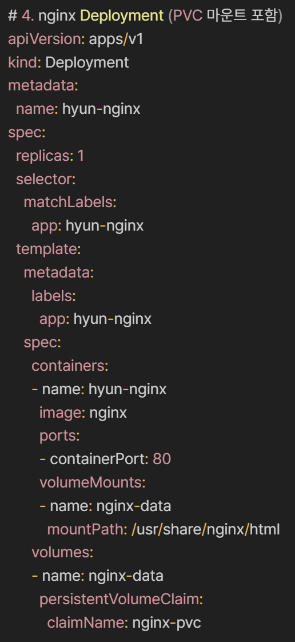 # 4. nginx Deployment (PVC 마운트 포함)
apiVersion: apps/v1
kind: Deployment
metadata:
  name: hyun-nginx
spec:
  replicas: 1
  selector:
    matchLabels:
      app: hyun-nginx
  template:
    metadata:
      labels:
        app: hyun-nginx
    spec:
      containers:
      - name: hyun-nginx
        image: nginx
        ports:
        - containerPort: 80
        volumeMounts:
        - name: nginx-data
          mountPath: /usr/share/nginx/html
      volumes:
      - name: nginx-data
        persistentVolumeClaim:
          claimName: nginx-pvc